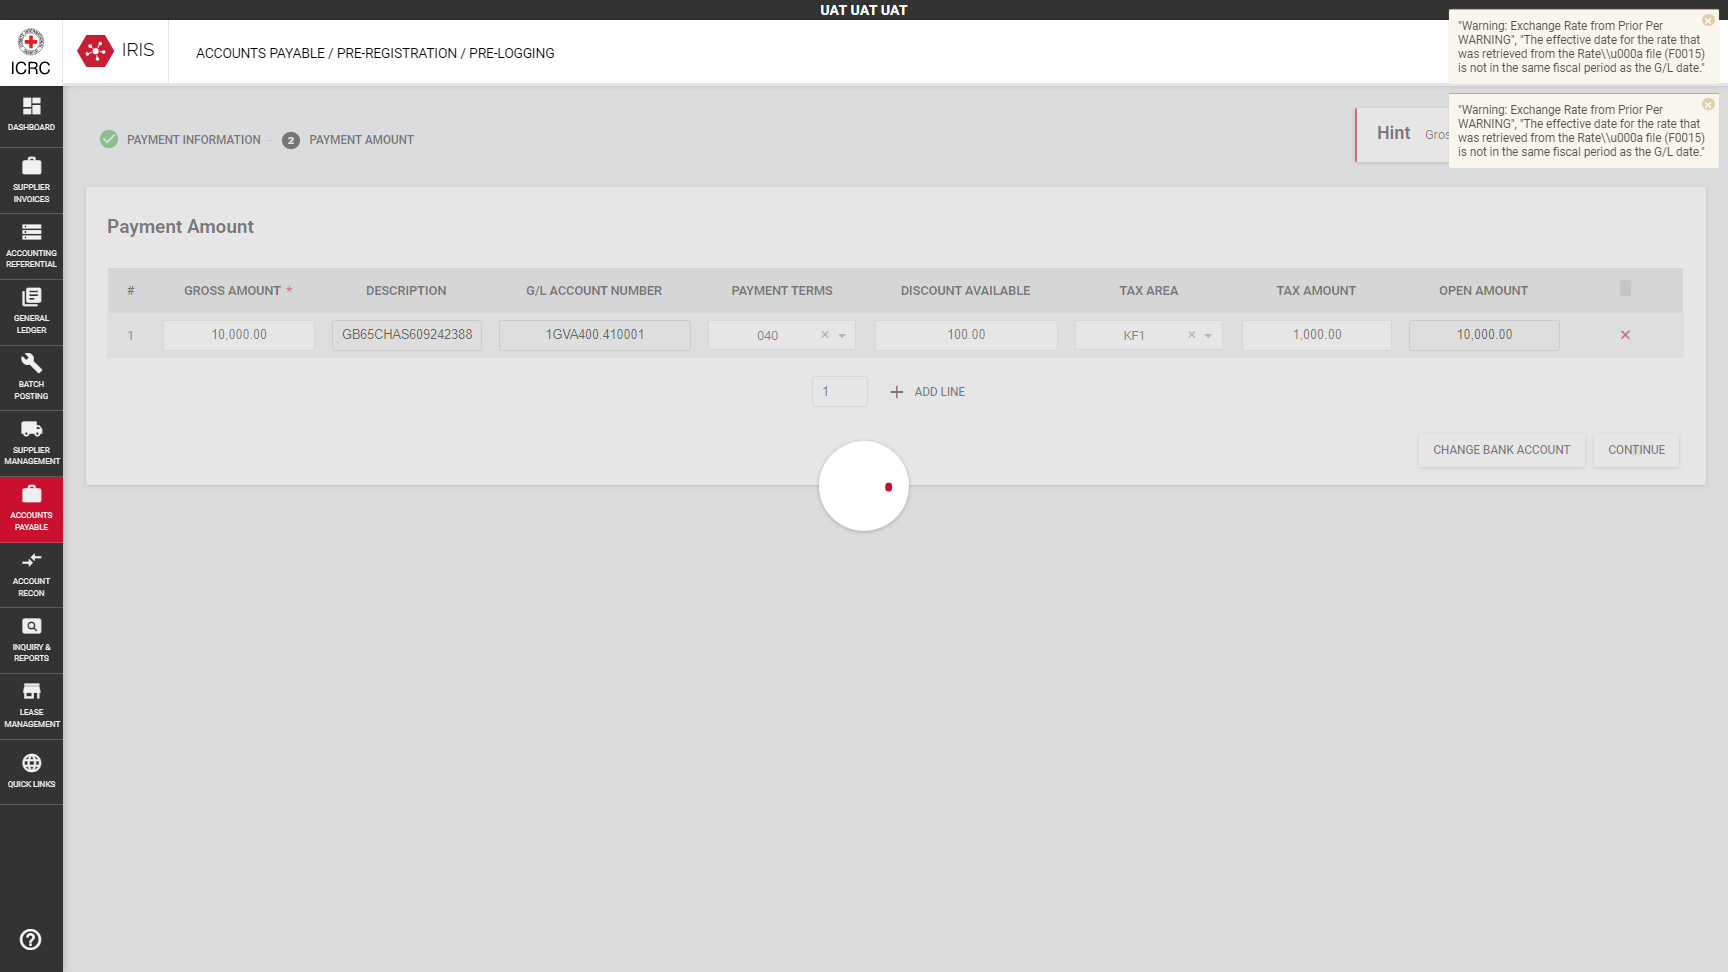 UAT UAT UAT
ICRC
IRIS
ACCOUNTS PAYABLE / PRE-REGISTRATION / PRE-LOGGING
"Warning: Exchange Rate from Prior Per
WARNING", "The effective date for the rate that
was retrieved from the Rate\\u000a file (F0015)
is not in the same fiscal period as the G/L date."
"Warning: Exchange Rate from Prior Per
WARNING", "The effective date for the rate that
was retrieved from the Rate\\u000a file (F0015)
is not in the same fiscal period as the G/L date."
DASHBOARD
SUPPLIER
INVOICES
ACCOUNTING
REFERENTIAL
GENERAL
LEDGER
BATCH
POSTING
SUPPLIER
MANAGEMENT
ACCOUNTS
PAYABLE
ACCOUNT
RECON
INQUIRY &
REPORTS
LEASE
MANAGEMENT
QUICK LINKS
PAYMENT INFORMATION
2 PAYMENT AMOUNT
Hint Gros
Payment Amount
# GROSS AMOUNT * DESCRIPTION G/L ACCOUNT NUMBER PAYMENT TERMS DISCOUNT AVAILABLE TAX AREA TAX AMOUNT OPEN AMOUNT
1 10,000.00 GB65CHAS609242388 1GVA400.410001 040 × 100.00 KF1 × 1,000.00 10,000.00
1 + ADD LINE
CHANGE BANK ACCOUNT CONTINUE